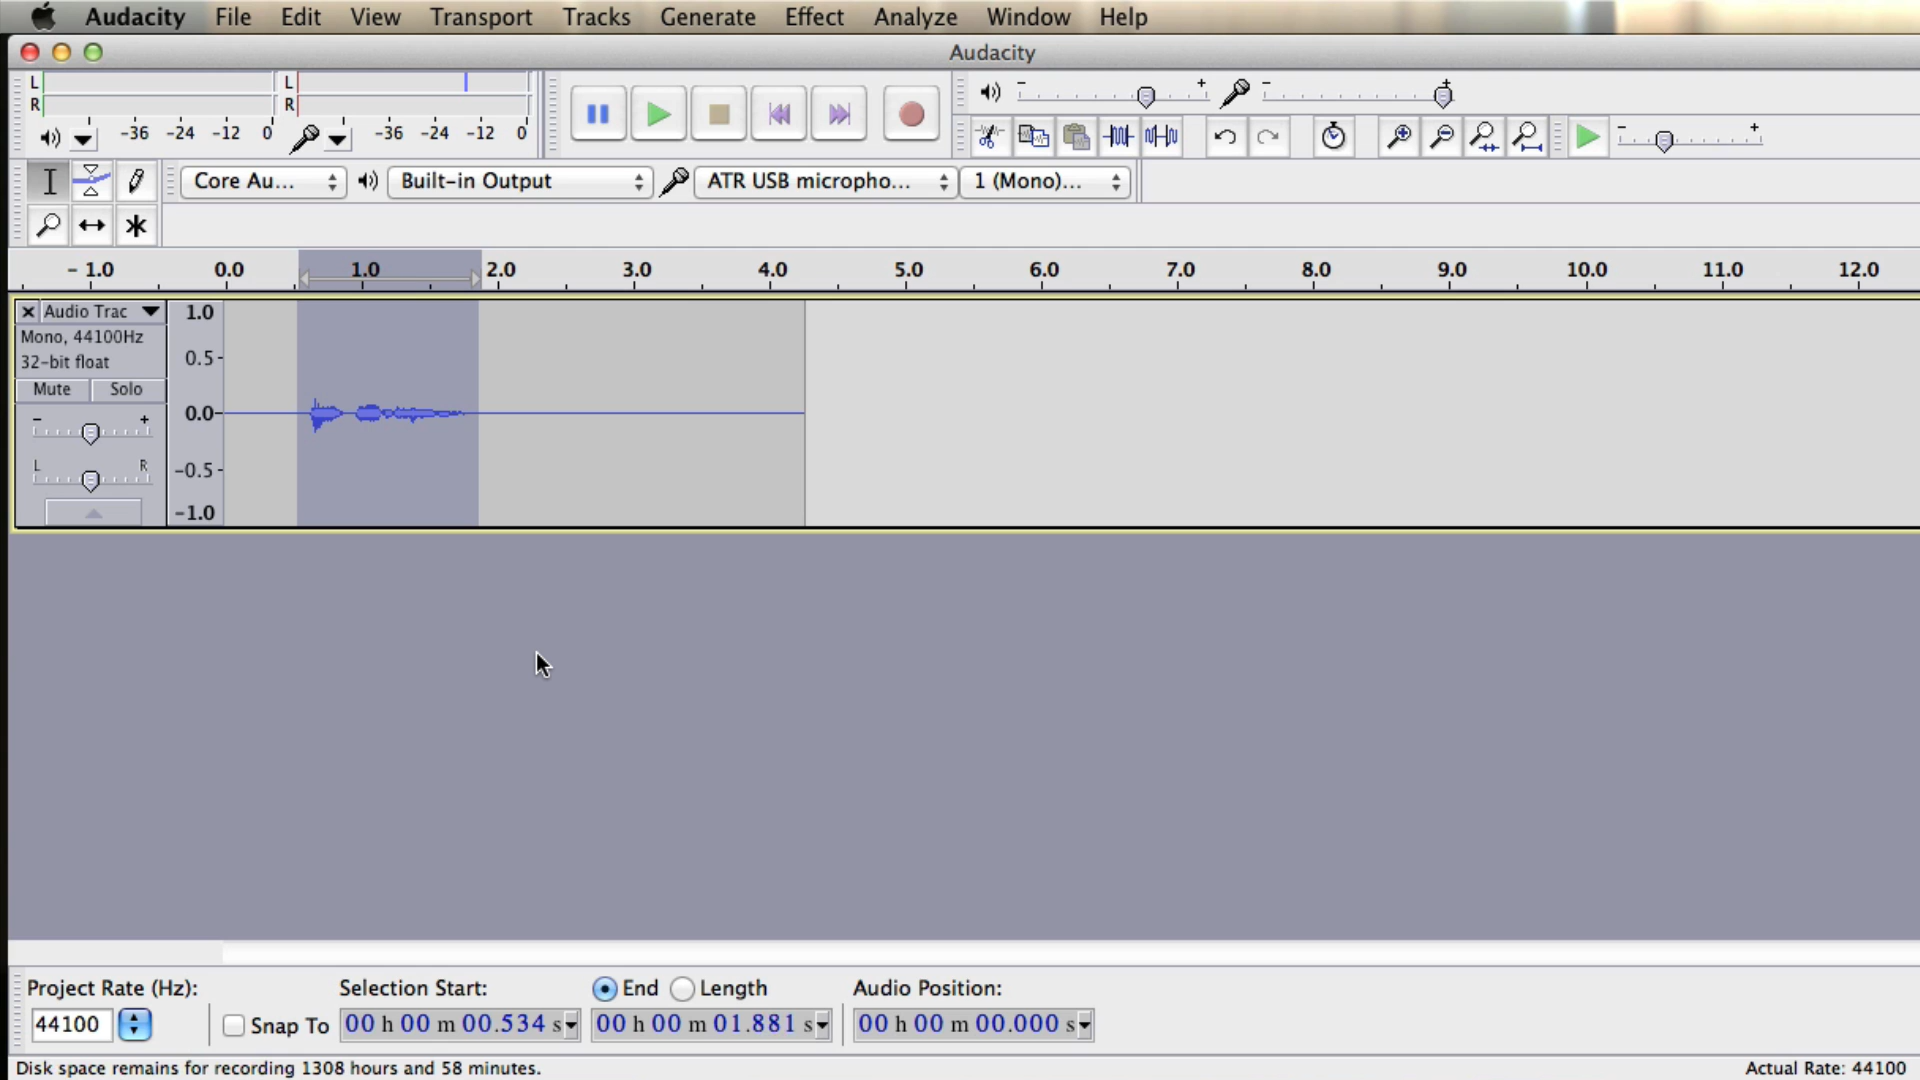 Audacity File Edit View Transport Tracks Generate Effect Analyze Window Help
Audacity
L L
R R
-36 -24 -12 0 -36 -24 -12 0
Core Au... Built-in Output ATR USB micropho... 1 (Mono)...
- 1.0 0.0 1.0 2.0 3.0 4.0 5.0 6.0 7.0 8.0 9.0 10.0 11.0 12.0
Audio Trac 1.0
Mono, 44100Hz
32-bit float 0.5-
Mute Solo
0.0-
- +
L R -0.5-
-1.0
Project Rate (Hz): Selection Start: End Length Audio Position:
44100 Snap To 00 h 00 m 00.534 s 00 h 00 m 01.881 s 00 h 00 m 00.000 s
Disk space remains for recording 1308 hours and 58 minutes. Actual Rate: 44100